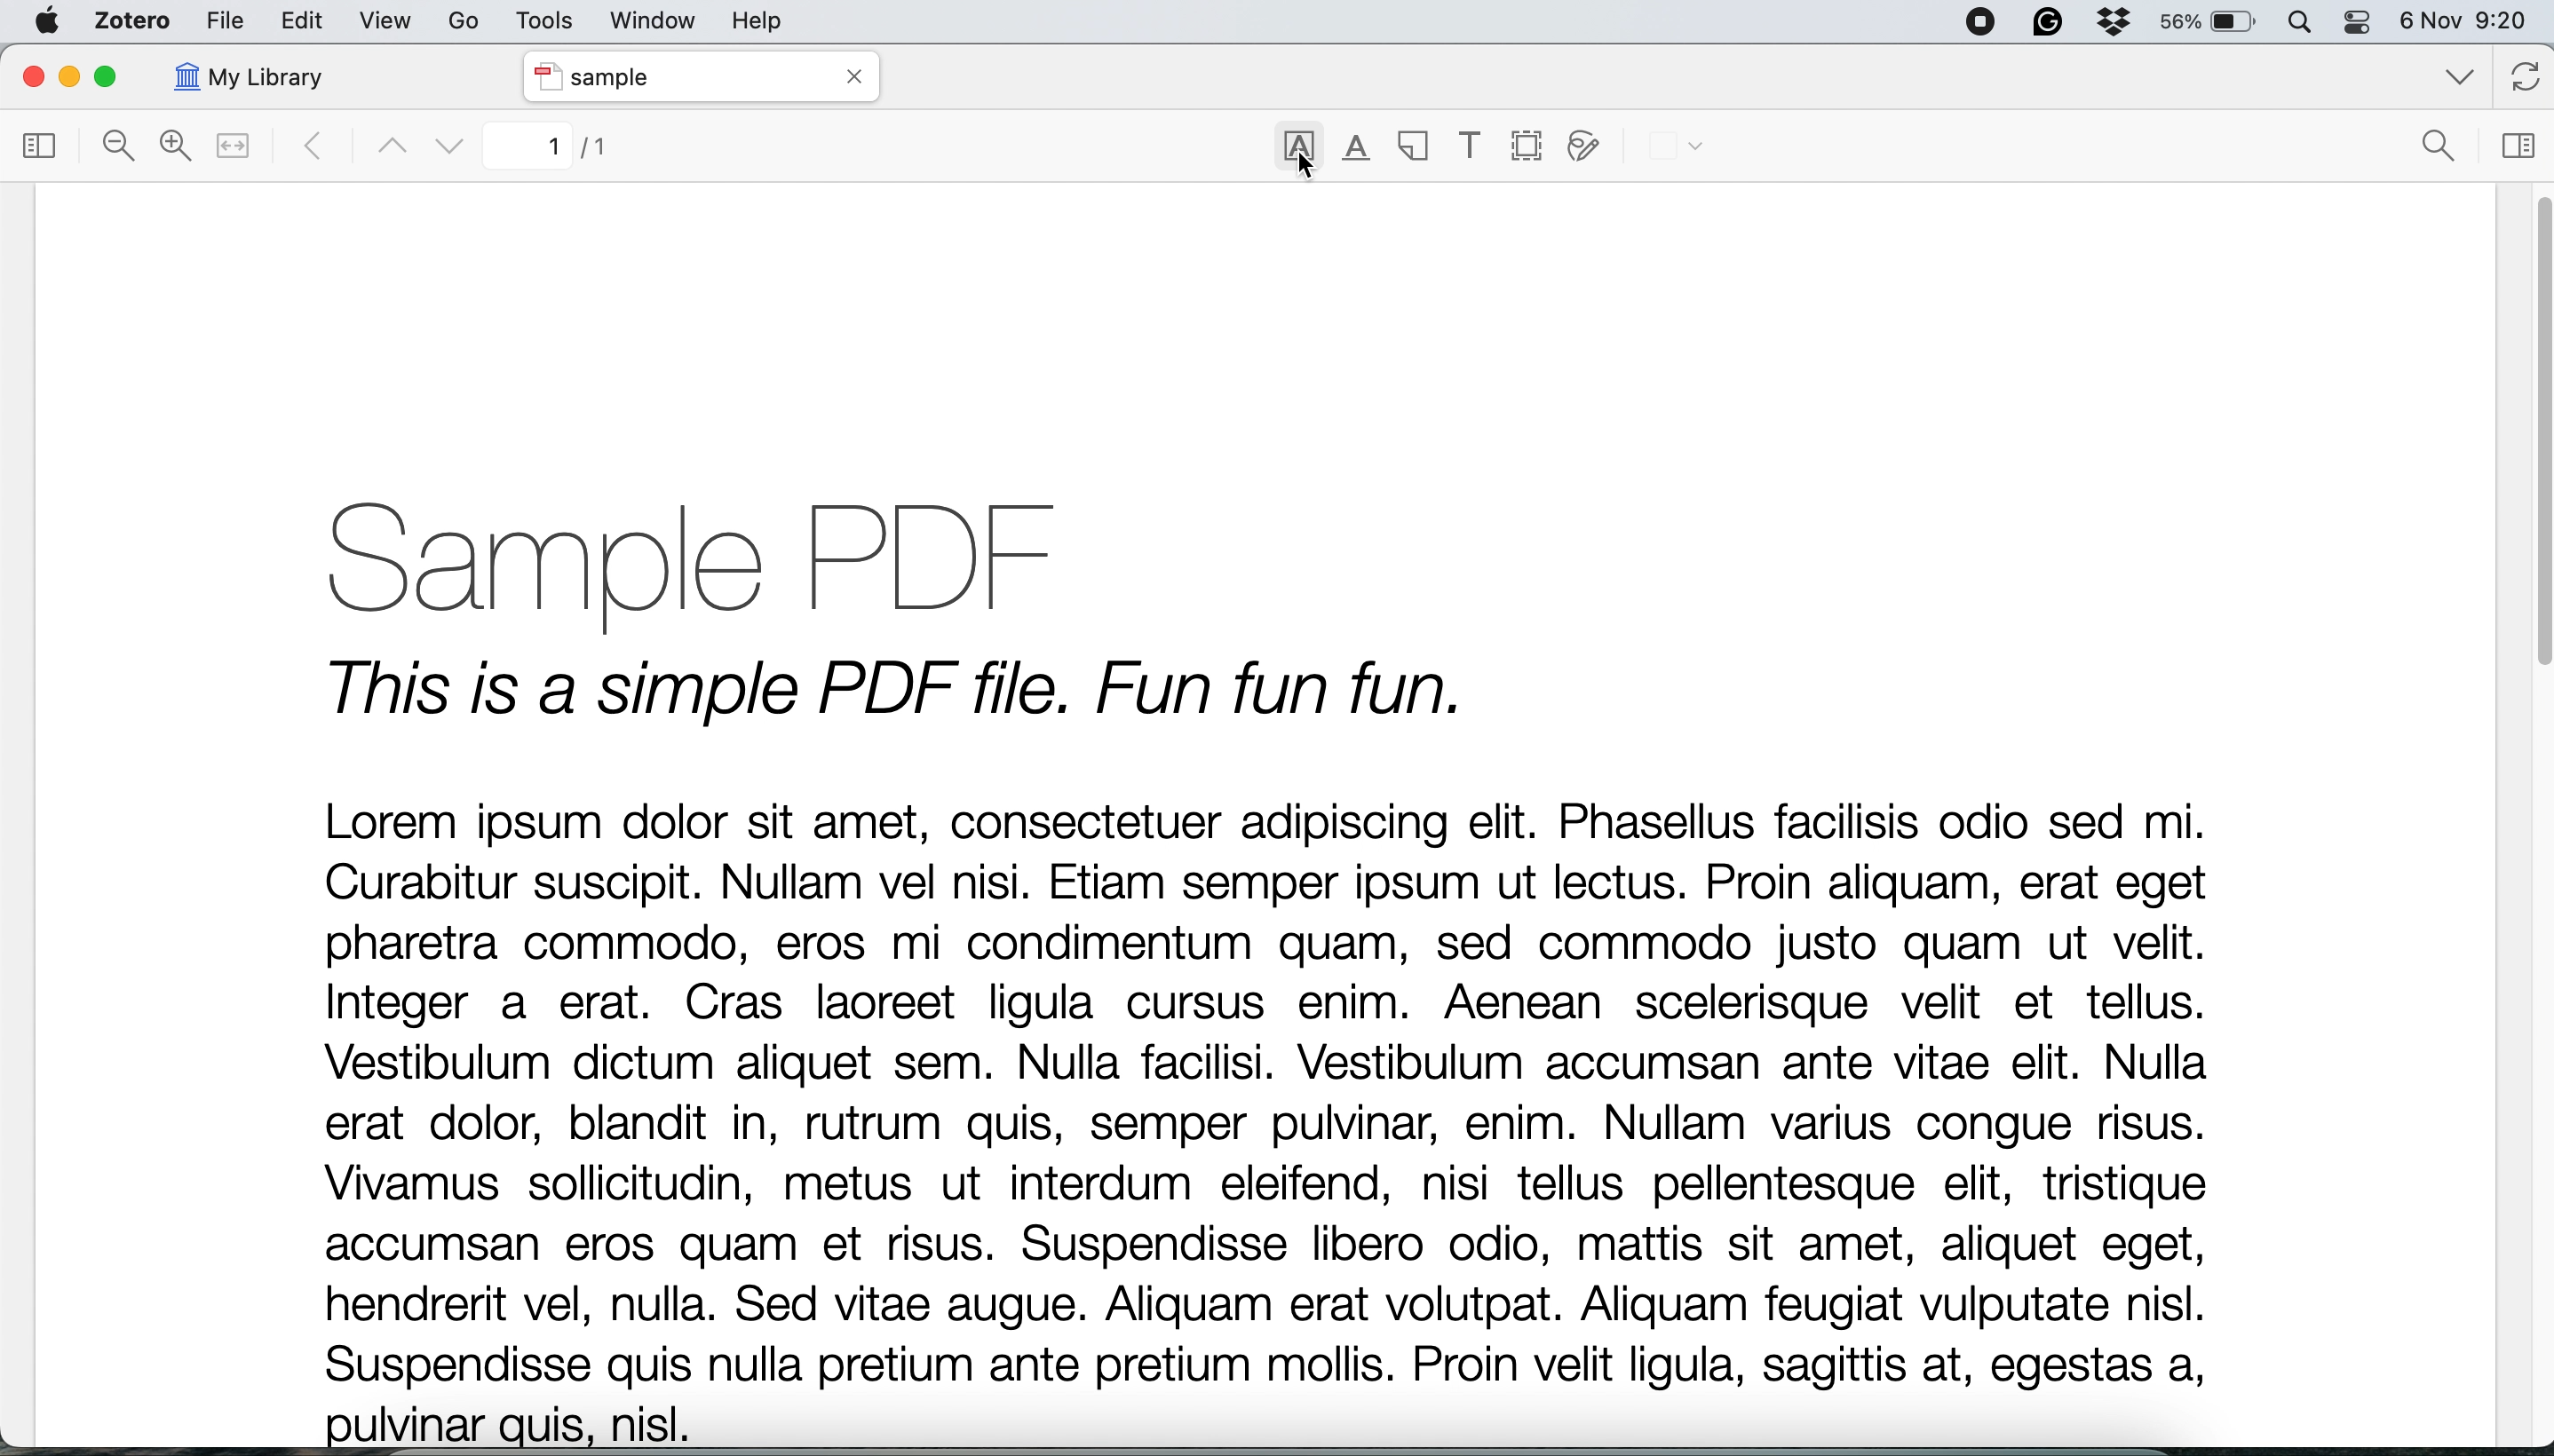 Zotero File Edit View Go Tools Window Help 56% 6 Nov 9:20
My Library sample
1 / 1 A A T
Sample PDF
This is a simple PDF file. Fun fun fun.
Lorem ipsum dolor sit amet, consectetuer adipiscing elit. Phasellus facilisis odio sed mi.
Curabitur suscipit. Nullam vel nisi. Etiam semper ipsum ut lectus. Proin aliquam, erat eget
pharetra commodo, eros mi condimentum quam, sed commodo justo quam ut velit.
Integer a erat. Cras laoreet ligula cursus enim. Aenean scelerisque velit et tellus.
Vestibulum dictum aliquet sem. Nulla facilisi. Vestibulum accumsan ante vitae elit. Nulla
erat dolor, blandit in, rutrum quis, semper pulvinar, enim. Nullam varius congue risus.
Vivamus sollicitudin, metus ut interdum eleifend, nisi tellus pellentesque elit, tristique
accumsan eros quam et risus. Suspendisse libero odio, mattis sit amet, aliquet eget,
hendrerit vel, nulla. Sed vitae augue. Aliquam erat volutpat. Aliquam feugiat vulputate nisl.
Suspendisse quis nulla pretium ante pretium mollis. Proin velit ligula, sagittis at, egestas a,
pulvinar quis, nisl.